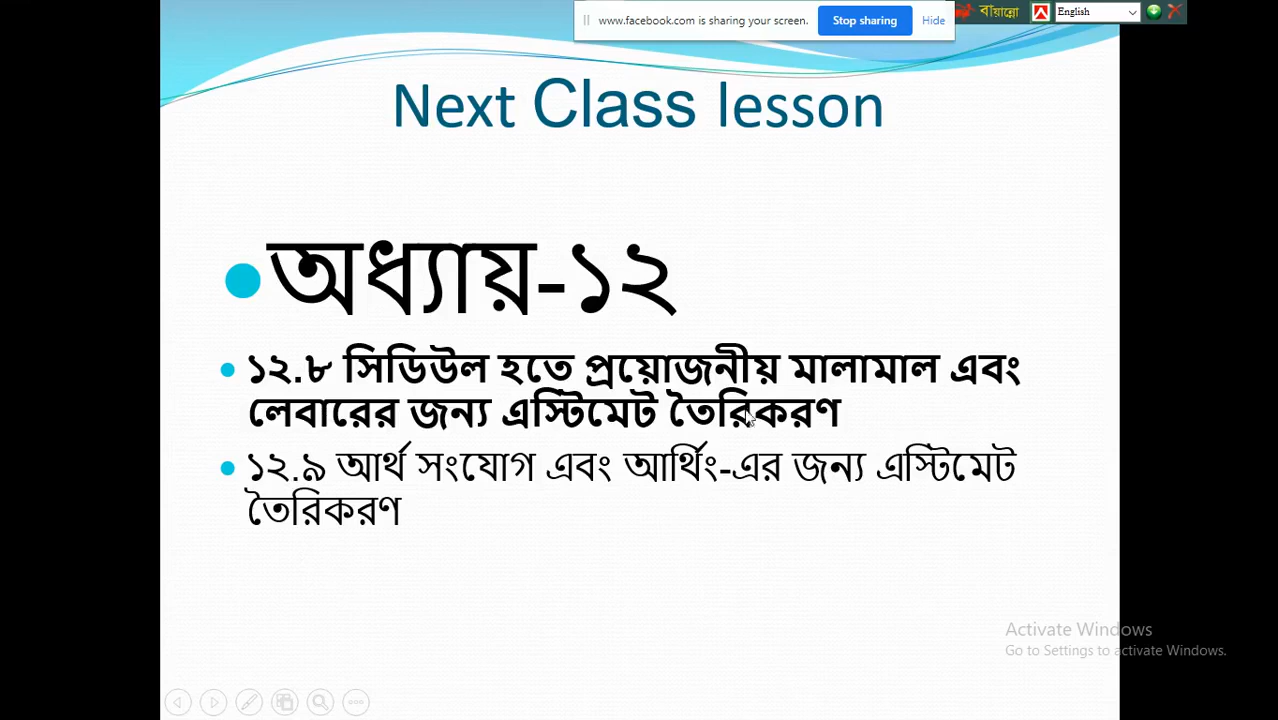 www.facebook.com is sharing your screen. Stop sharing Hide
বায়ান্নো English
Next Class lesson
অধ্যায়-১২
১২.৮ সিডিউল হতে প্রয়োজনীয় মালামাল এবং
লেবারের জন্য এস্টিমেট তৈরিকরণ
১২.৯ আর্থ সংযোগ এবং আর্থিং-এর জন্য এস্টিমেট
তৈরিকরণ
Activate Windows
Go to Settings to activate Windows.